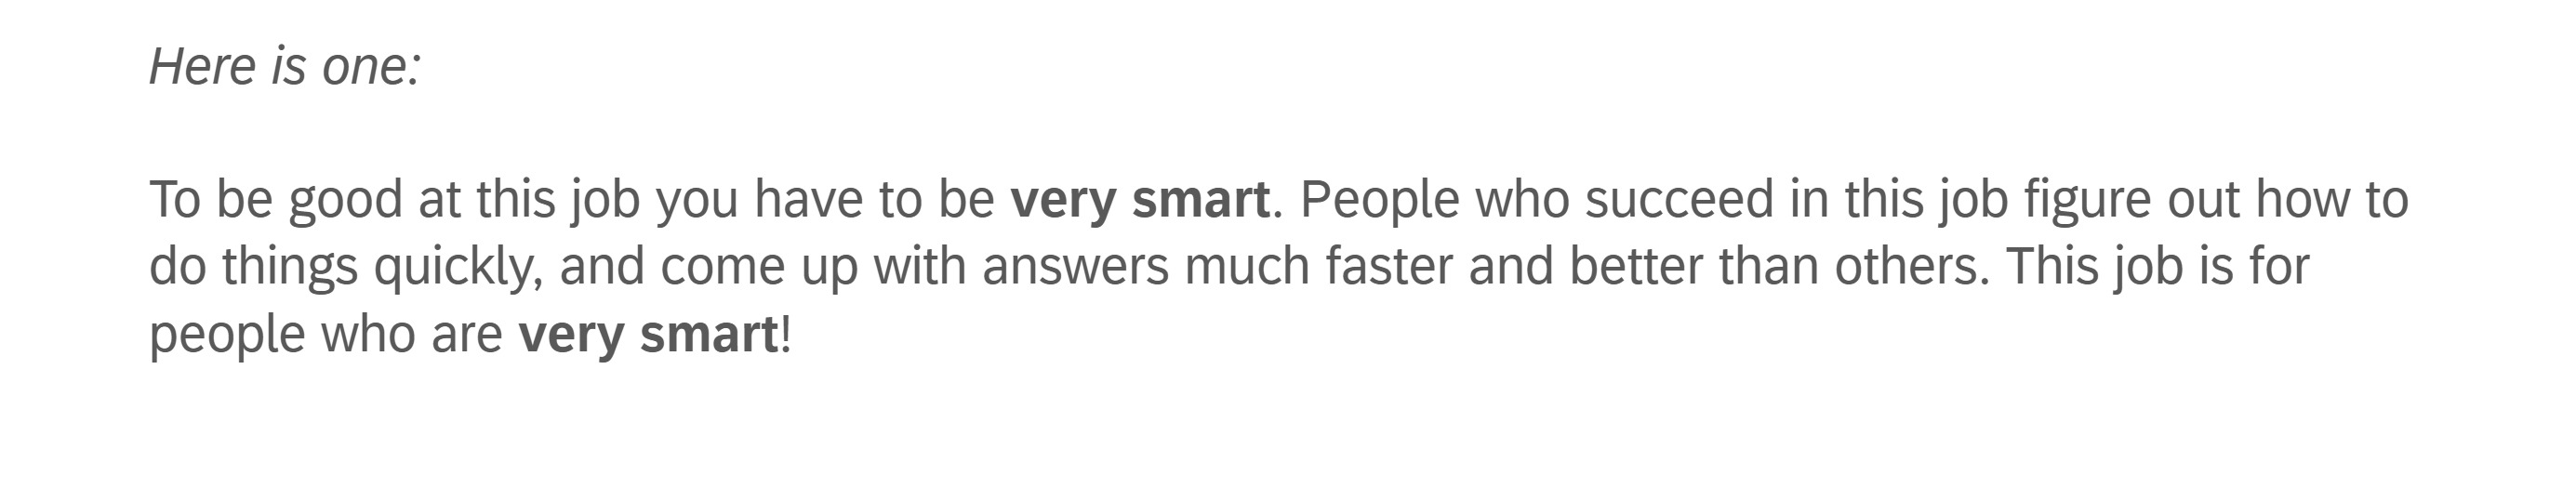 Here is one:
To be good at this job you have to be very smart. People who succeed in this job figure out how to
do things quickly, and come up with answers much faster and better than others. This job is for
people who are very smart!